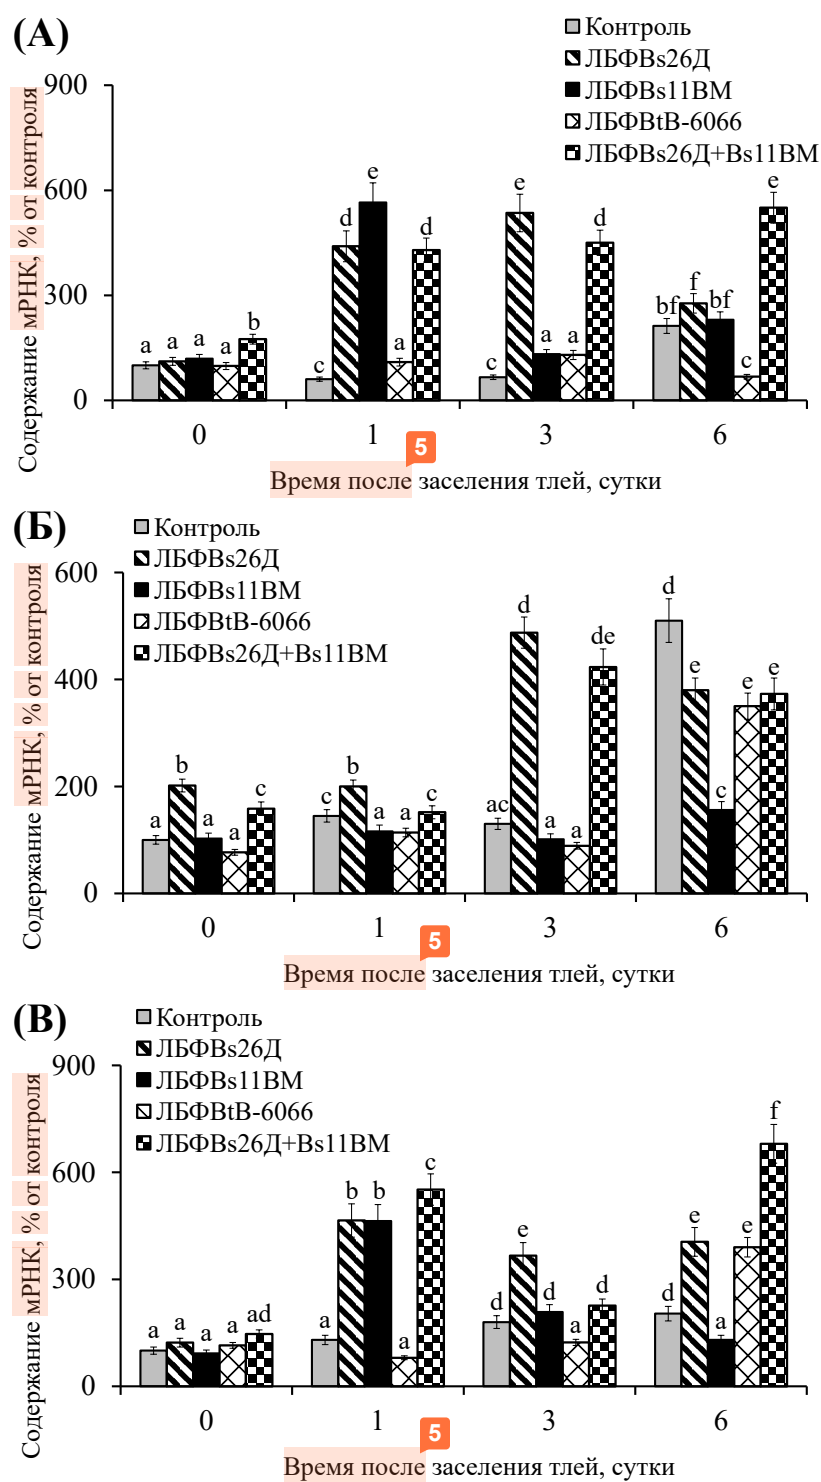 (А)
Контроль
ЛБФBs26Д
ЛБФBs11ВМ
ЛБФBtВ-6066
ЛБФBs26Д+Bs11ВМ
Содержание мРНК, % от контроля
900
600
300
0
a a a a b
c d e a d
c e a a d
bf f bf c e
0 1 3 6
5
Время после заселения тлей, сутки
(Б)
Контроль
ЛБФBs26Д
ЛБФBs11ВМ
ЛБФBtВ-6066
ЛБФBs26Д+Bs11ВМ
Содержание мРНК, % от контроля
600
400
200
0
a b a a c
c b a a c
ac d a a de
d e c e e
0 1 3 6
5
Время после заселения тлей, сутки
(В)
Контроль
ЛБФBs26Д
ЛБФBs11ВМ
ЛБФBtВ-6066
ЛБФBs26Д+Bs11ВМ
Содержание мРНК, % от контроля
900
600
300
0
a a a a ad
a b b a c
d e d a d
d e a e f
0 1 3 6
5
Время после заселения тлей, сутки